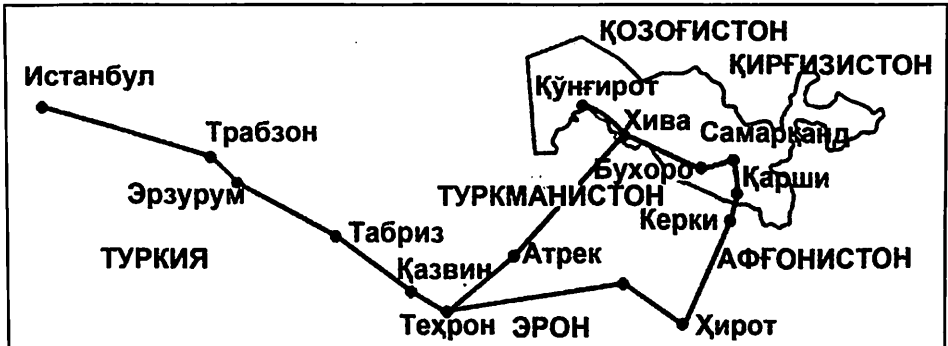 ҚОЗОҒИСТОН
Истанбул
ҚИРҒИЗИСТОН
Қўнғирот
Трабзон
Хива
Самарқанд
Бухоро
Қарши
Эрзурум
ТУРКМАНИСТОН
Керки
Табриз
ТУРКИЯ
Атрек
АФҒОНИСТОН
Қазвин
Теҳрон
ЭРОН
Ҳирот